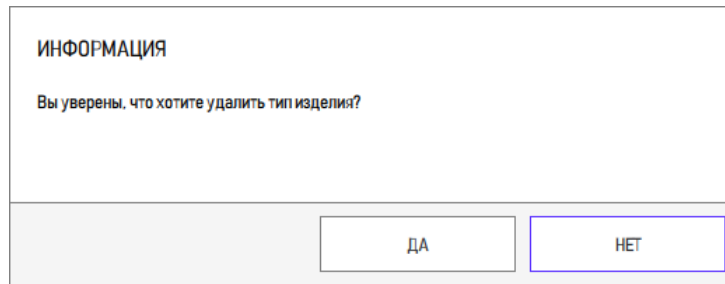 ИНФОРМАЦИЯ
Вы уверены, что хотите удалить тип изделия?
ДА
НЕТ